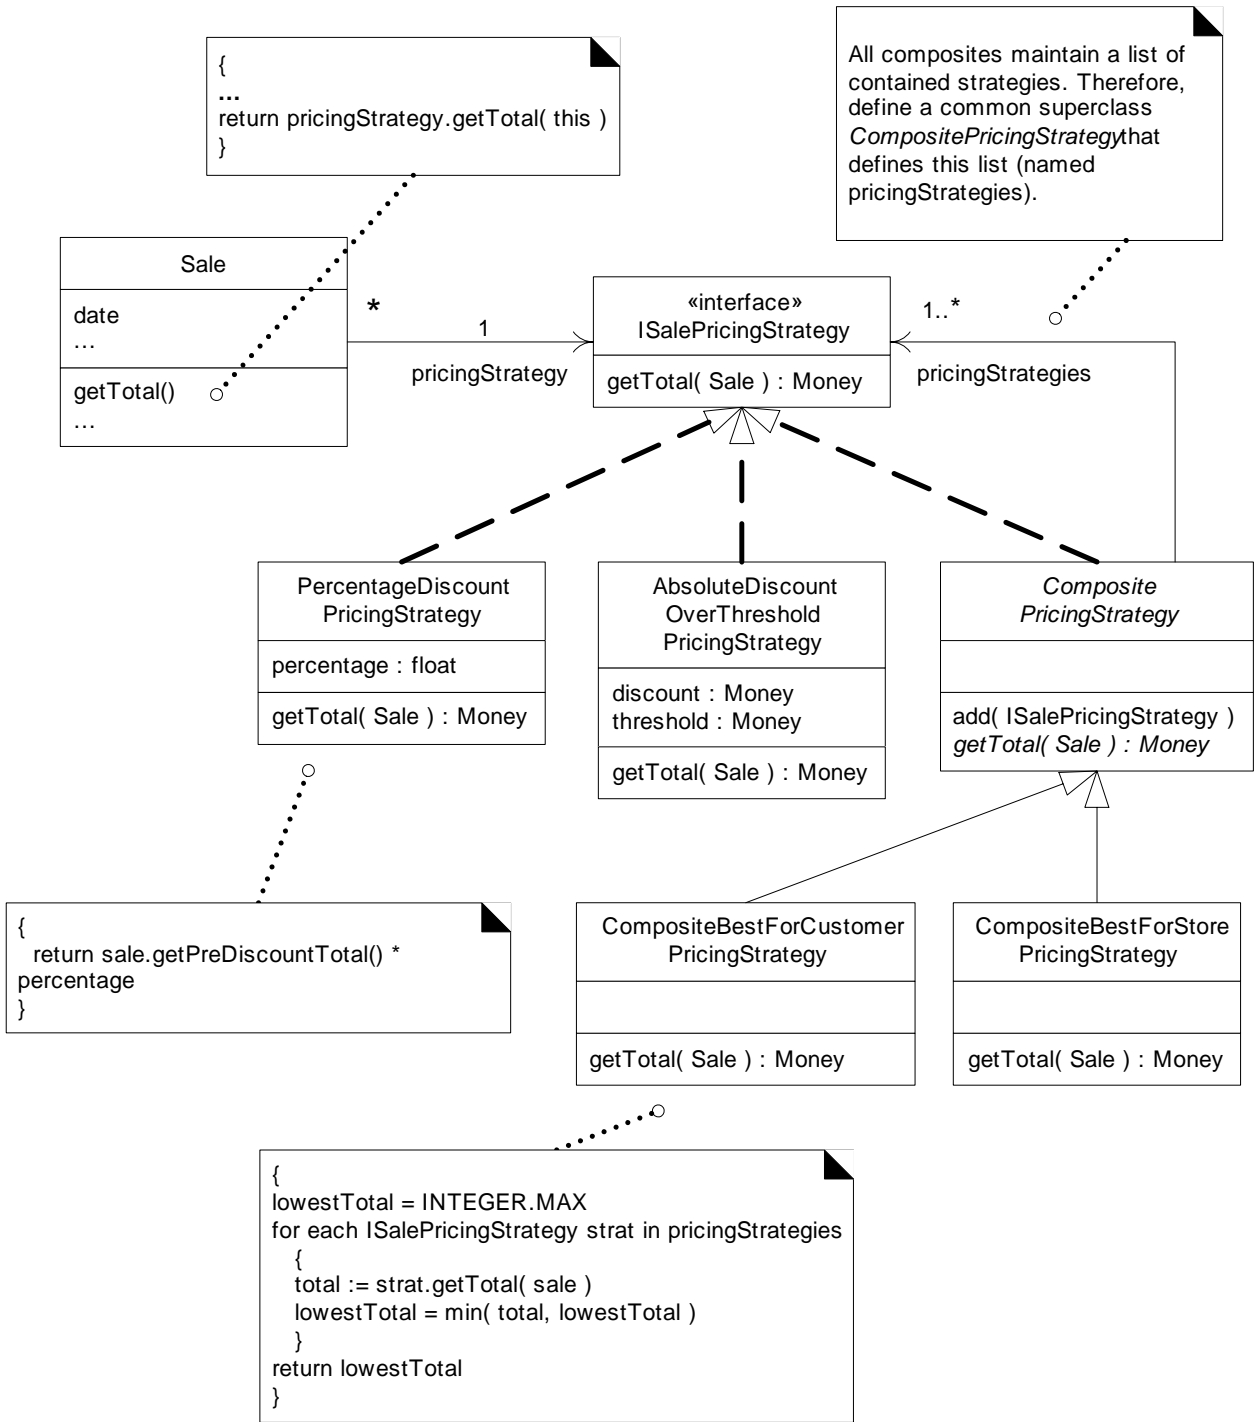 {
...
return pricingStrategy.getTotal( this )
}
All composites maintain a list of
contained strategies. Therefore,
define a common superclass
CompositePricingStrategythat
defines this list (named
pricingStrategies).
Sale
date
...
getTotal()
...
*
1
pricingStrategy
«interface»
ISalePricingStrategy
getTotal( Sale ) : Money
1..*
pricingStrategies
PercentageDiscount
PricingStrategy
percentage : float
getTotal( Sale ) : Money
AbsoluteDiscount
OverThreshold
PricingStrategy
discount : Money
threshold : Money
getTotal( Sale ) : Money
Composite
PricingStrategy
add( ISalePricingStrategy )
getTotal( Sale ) : Money
{
return sale.getPreDiscountTotal() *
percentage
}
CompositeBestForCustomer
PricingStrategy
getTotal( Sale ) : Money
CompositeBestForStore
PricingStrategy
getTotal( Sale ) : Money
{
lowestTotal = INTEGER.MAX
for each ISalePricingStrategy strat in pricingStrategies
{
total := strat.getTotal( sale )
lowestTotal = min( total, lowestTotal )
}
return lowestTotal
}